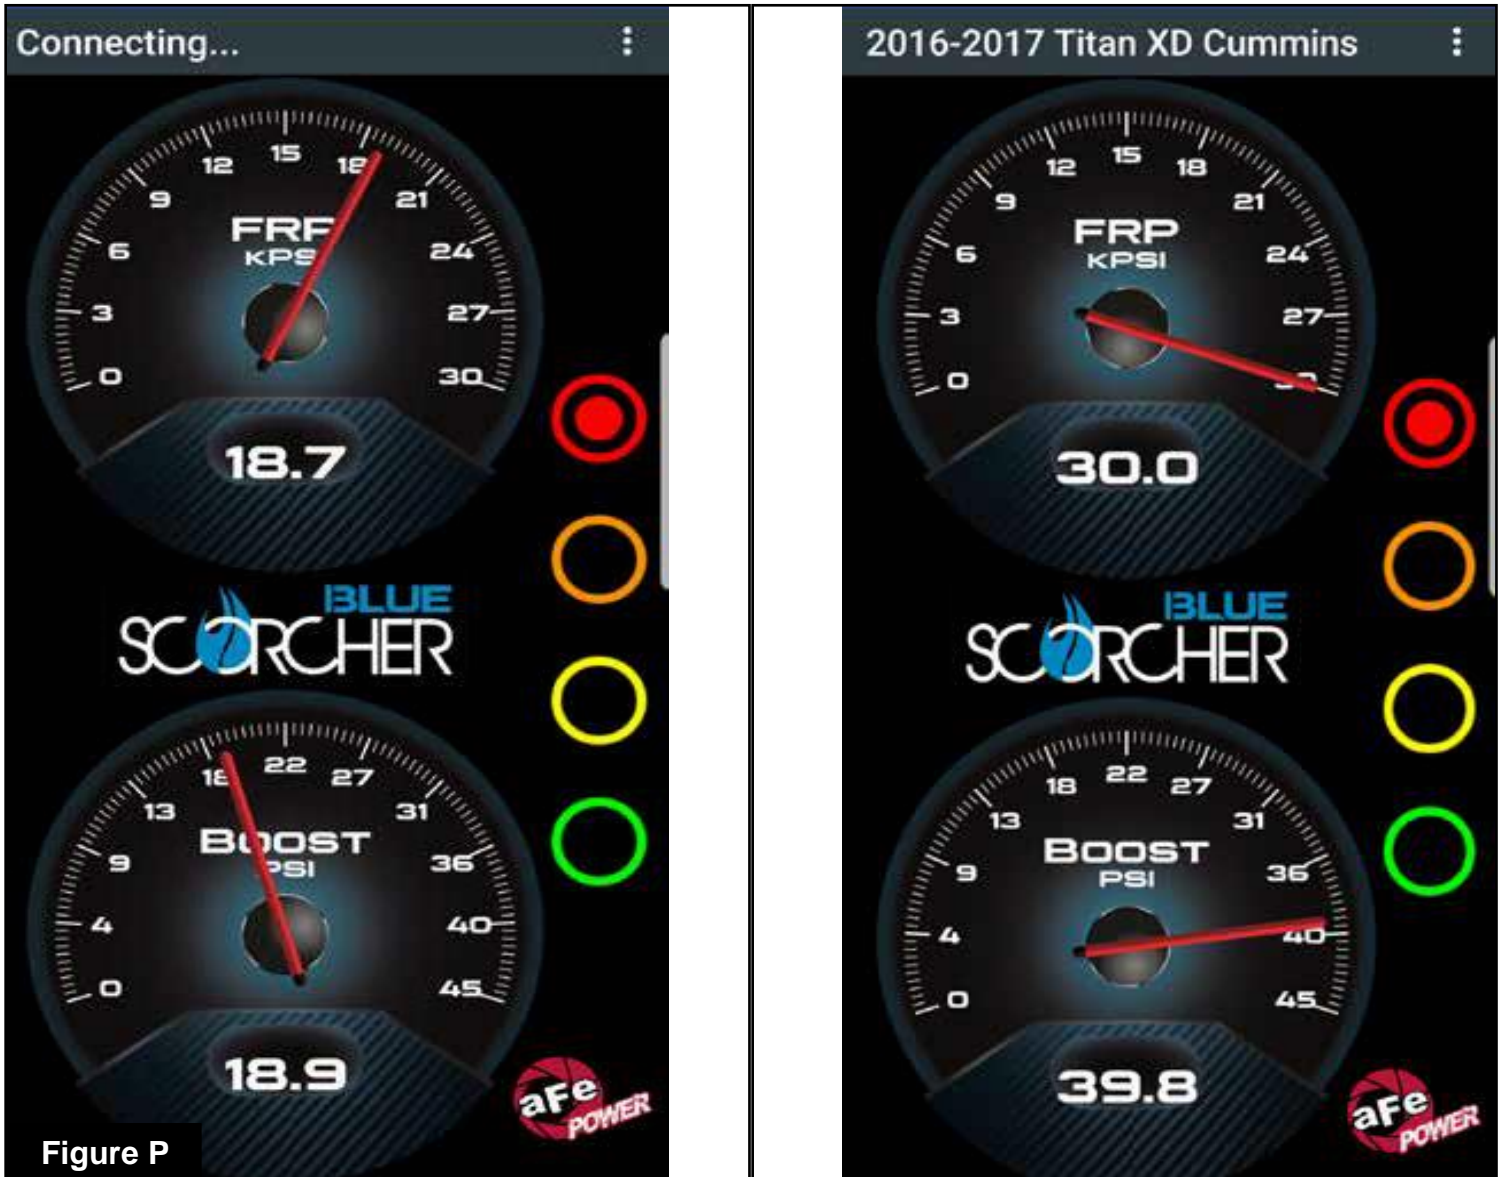 Connecting...
12 15 18
9 21
FRP
KPSI
6 24
3 27
0 30
18.7
BLUE
SCORCHER
18 22 27
13 31
BOOST
PSI
9 36
4 40
0 45
18.9
aFe
POWER
Figure P
2016-2017 Titan XD Cummins
12 15 18
9 21
FRP
KPSI
6 24
3 27
0 30
30.0
BLUE
SCORCHER
18 22 27
13 31
BOOST
PSI
9 36
4 40
0 45
39.8
aFe
POWER